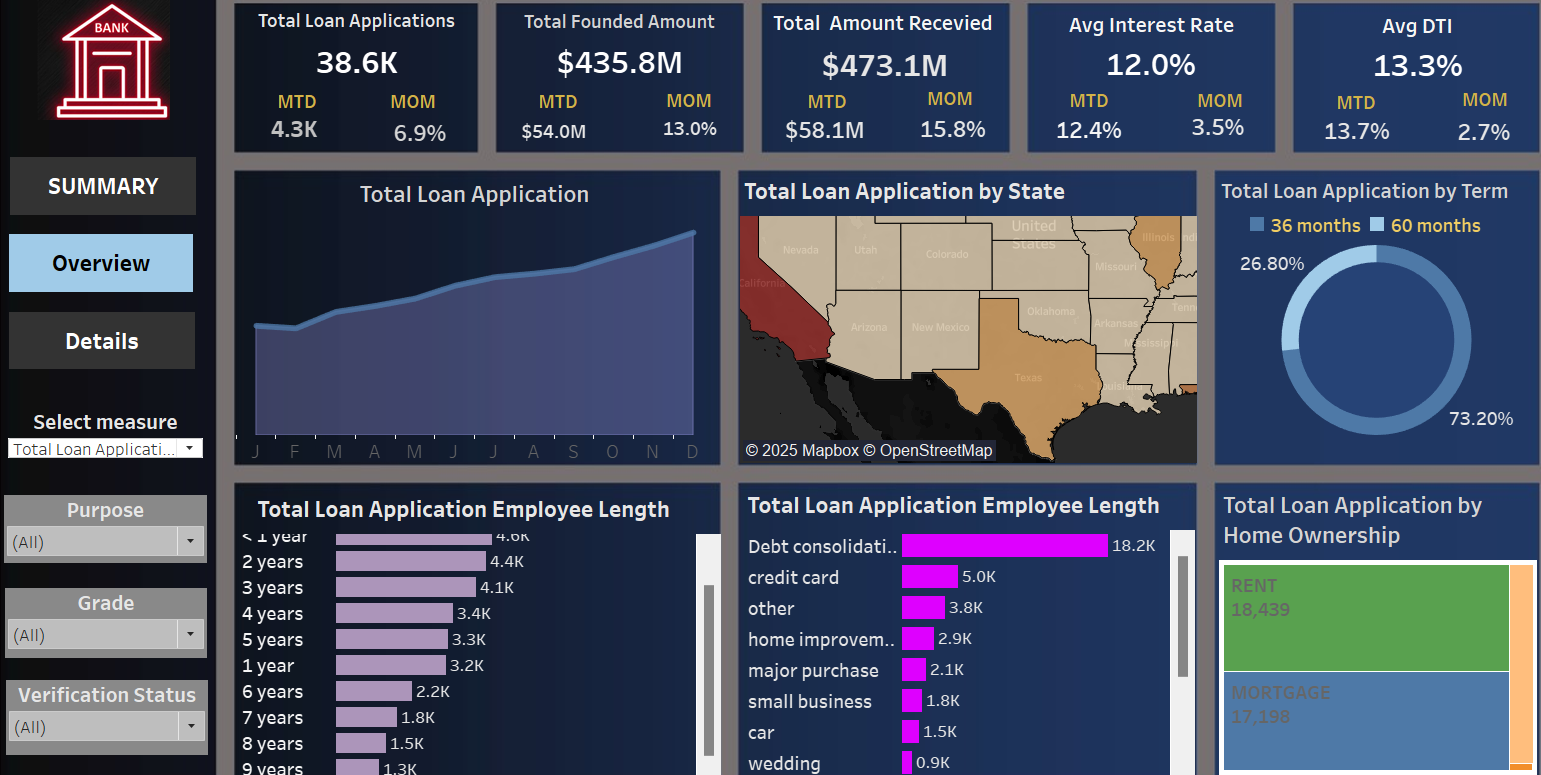 BANK
SUMMARY
Overview
Details
Select measure
Total Loan Applicati...
Purpose
(All)
Grade
(All)
Verification Status
(All)
Total Loan Applications
38.6K
MTD MOM
4.3K 6.9%
Total Founded Amount
$435.8M
MTD MOM
$54.0M 13.0%
Total Amount Recevied
$473.1M
MTD MOM
$58.1M 15.8%
Avg Interest Rate
12.0%
MTD MOM
12.4% 3.5%
Avg DTI
13.3%
MTD MOM
13.7% 2.7%
Total Loan Application
J F M A M J J A S O N D
Total Loan Application by State
United
States
Nevada
Utah
Colorado
Illinois
Indi
Missouri
California
Arizona
New Mexico
Oklahoma
Arkansas
Tenn
Mississippi
Texas
Louisiana
© 2025 Mapbox © OpenStreetMap
Total Loan Application by Term
36 months 60 months
26.80%
73.20%
Total Loan Application Employee Length
< 1 year 4.6K
2 years 4.4K
3 years 4.1K
4 years 3.4K
5 years 3.3K
1 year 3.2K
6 years 2.2K
7 years 1.8K
8 years 1.5K
9 years 1.3K
Total Loan Application Employee Length
Debt consolidati.. 18.2K
credit card 5.0K
other 3.8K
home improvem.. 2.9K
major purchase 2.1K
small business 1.8K
car 1.5K
wedding 0.9K
Total Loan Application by
Home Ownership
RENT
18,439
MORTGAGE
17,198